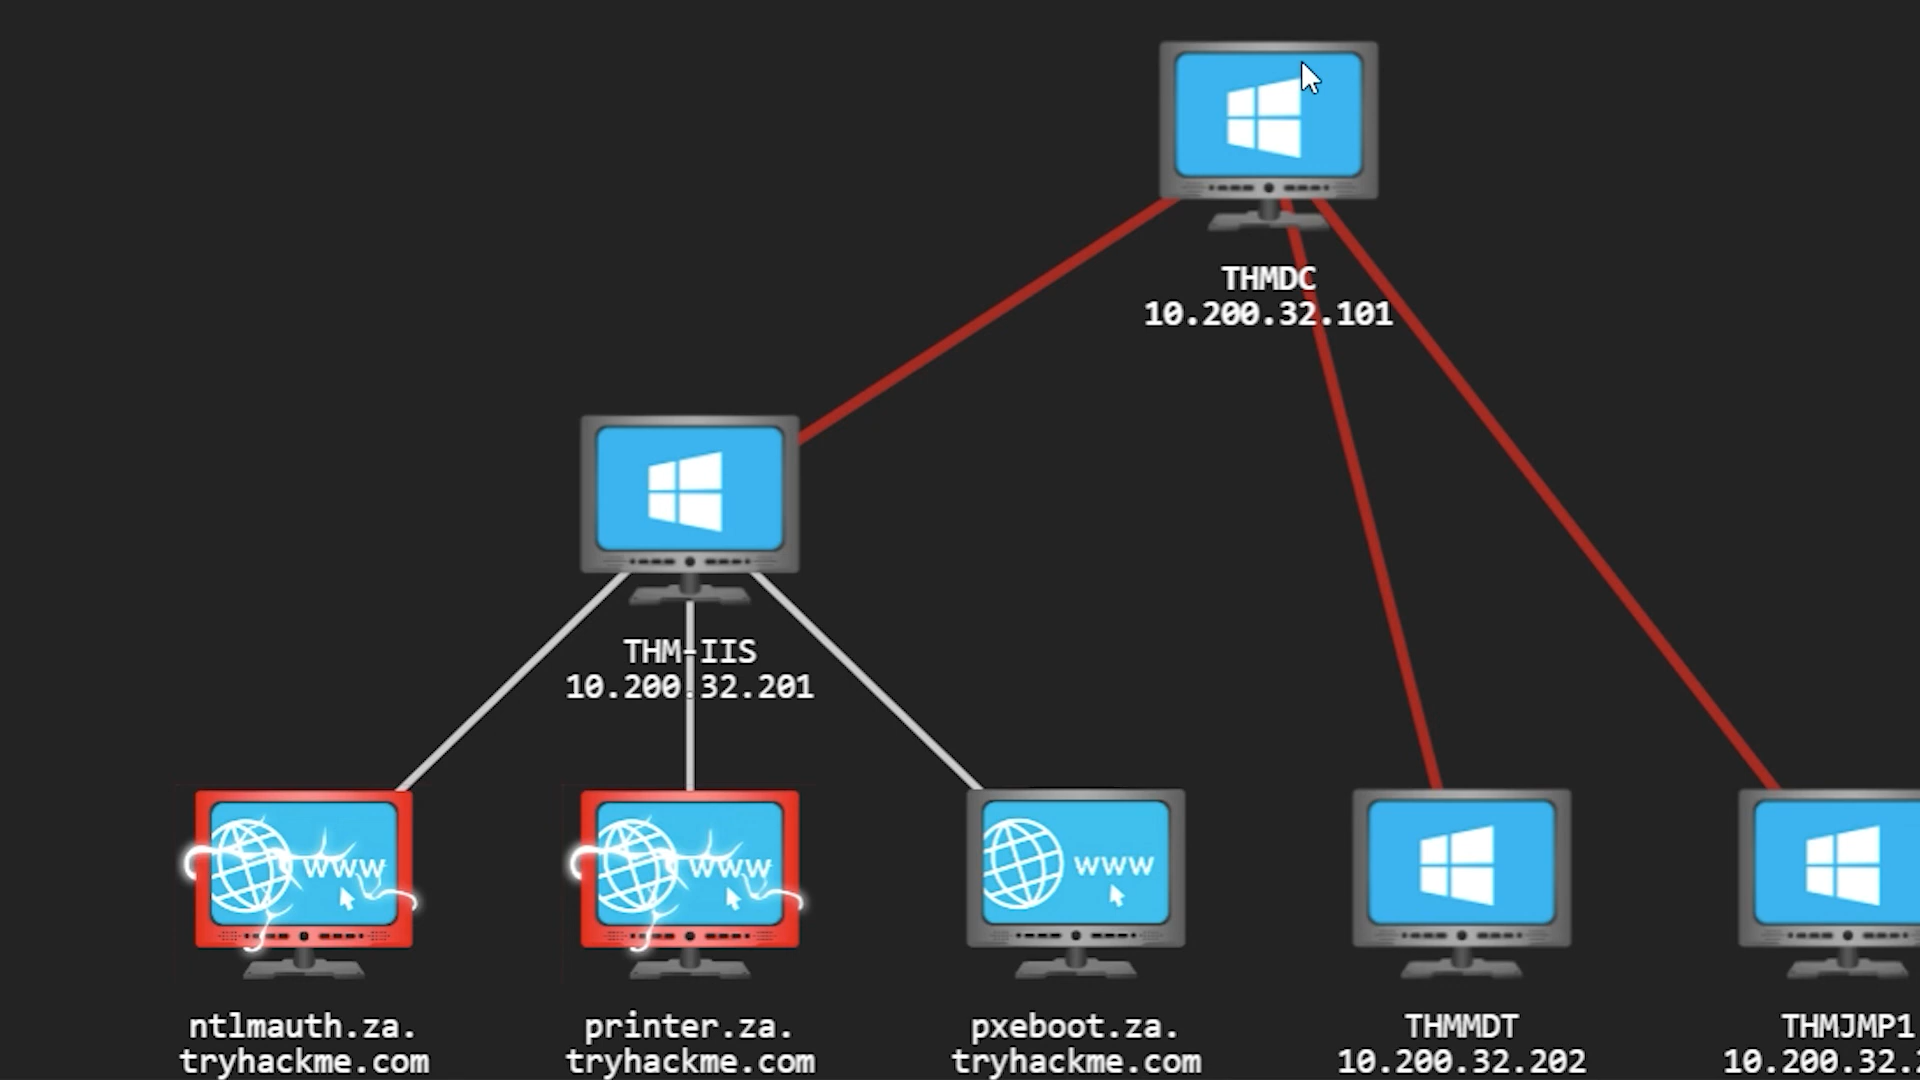 THMDC
10.200.32.101
THM-IIS
10.200.32.201
www
www
www
ntlmauth.za.
tryhackme.com
printer.za.
tryhackme.com
pxeboot.za.
tryhackme.com
THMMDT
10.200.32.202
THMJMP1